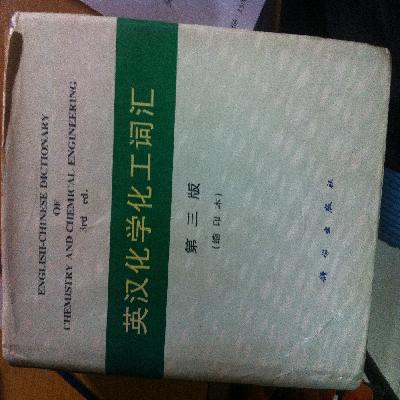 ENGLISH-CHINESE DICTIONARY
OF
CHEMISTRY AND CHEMICAL ENGINEERING
3rd ed.
英汉化学化工词汇
第三版
(缩印本)
科学出版社